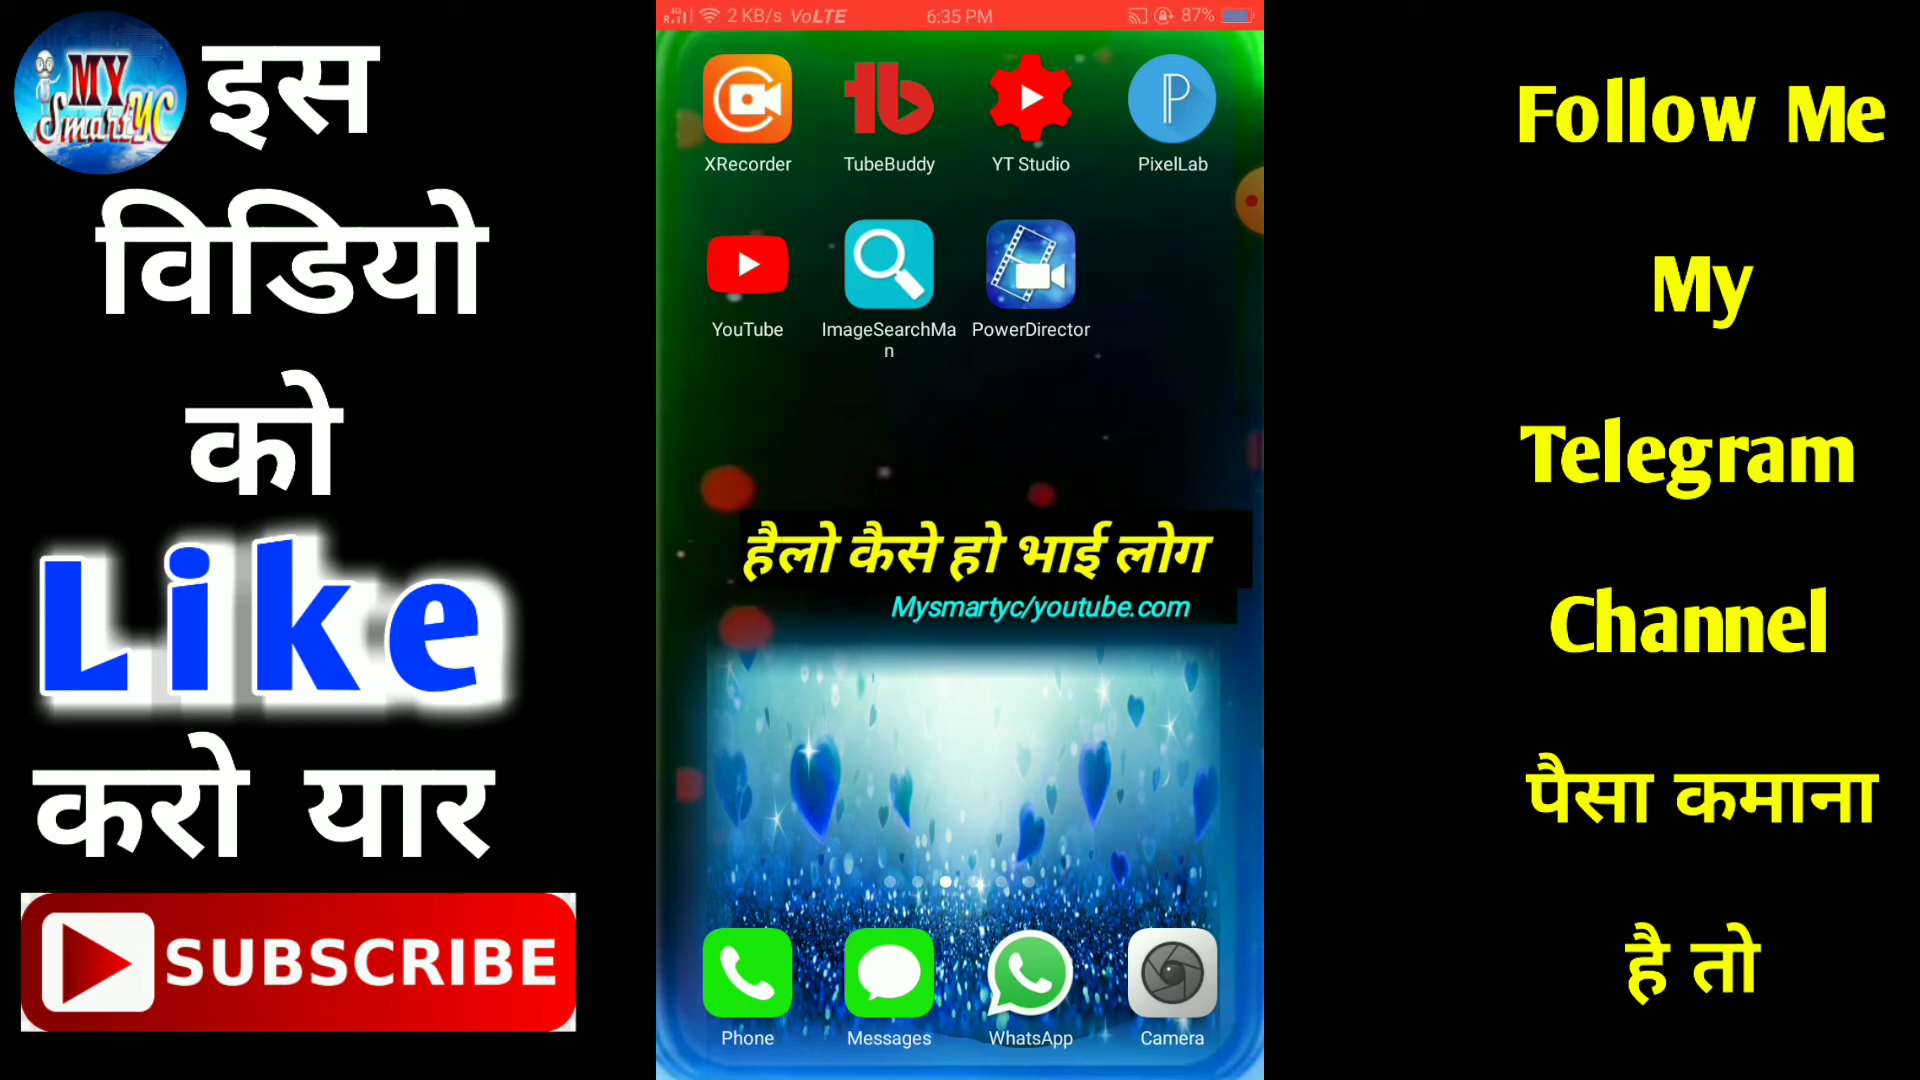 MY
SmartYC
इस
विडियो
को
Like
करो यार
SUBSCRIBE
4G
R
2 KB/s VoLTE
6:35 PM
87%
XRecorder
TubeBuddy
YT Studio
PixelLab
YouTube
ImageSearchMa
n
PowerDirector
हैलो कैसे हो भाई लोग
Mysmartyc/youtube.com
Phone
Messages
WhatsApp
Camera
Follow Me
My
Telegram
Channel
पैसा कमाना
है तो